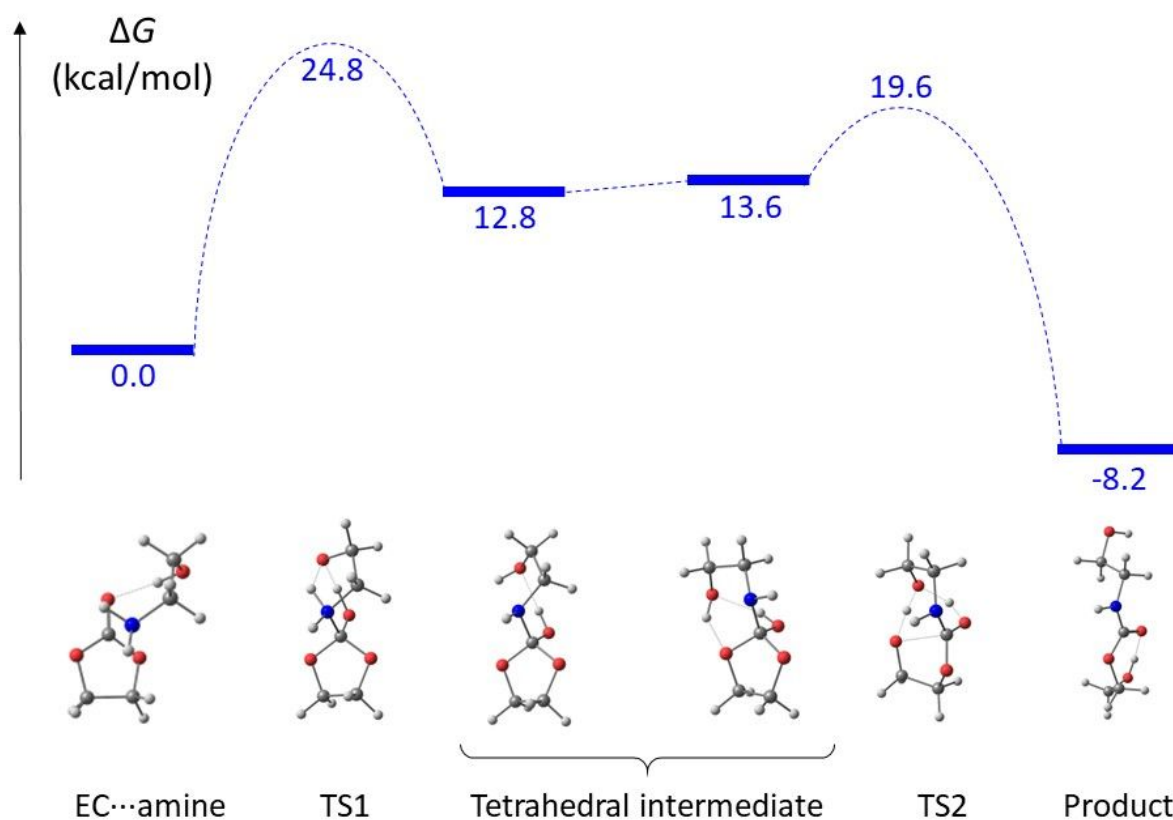 ΔG
(kcal/mol)
24.8
19.6
12.8
13.6
0.0
-8.2
EC···amine
TS1
Tetrahedral intermediate
TS2
Product